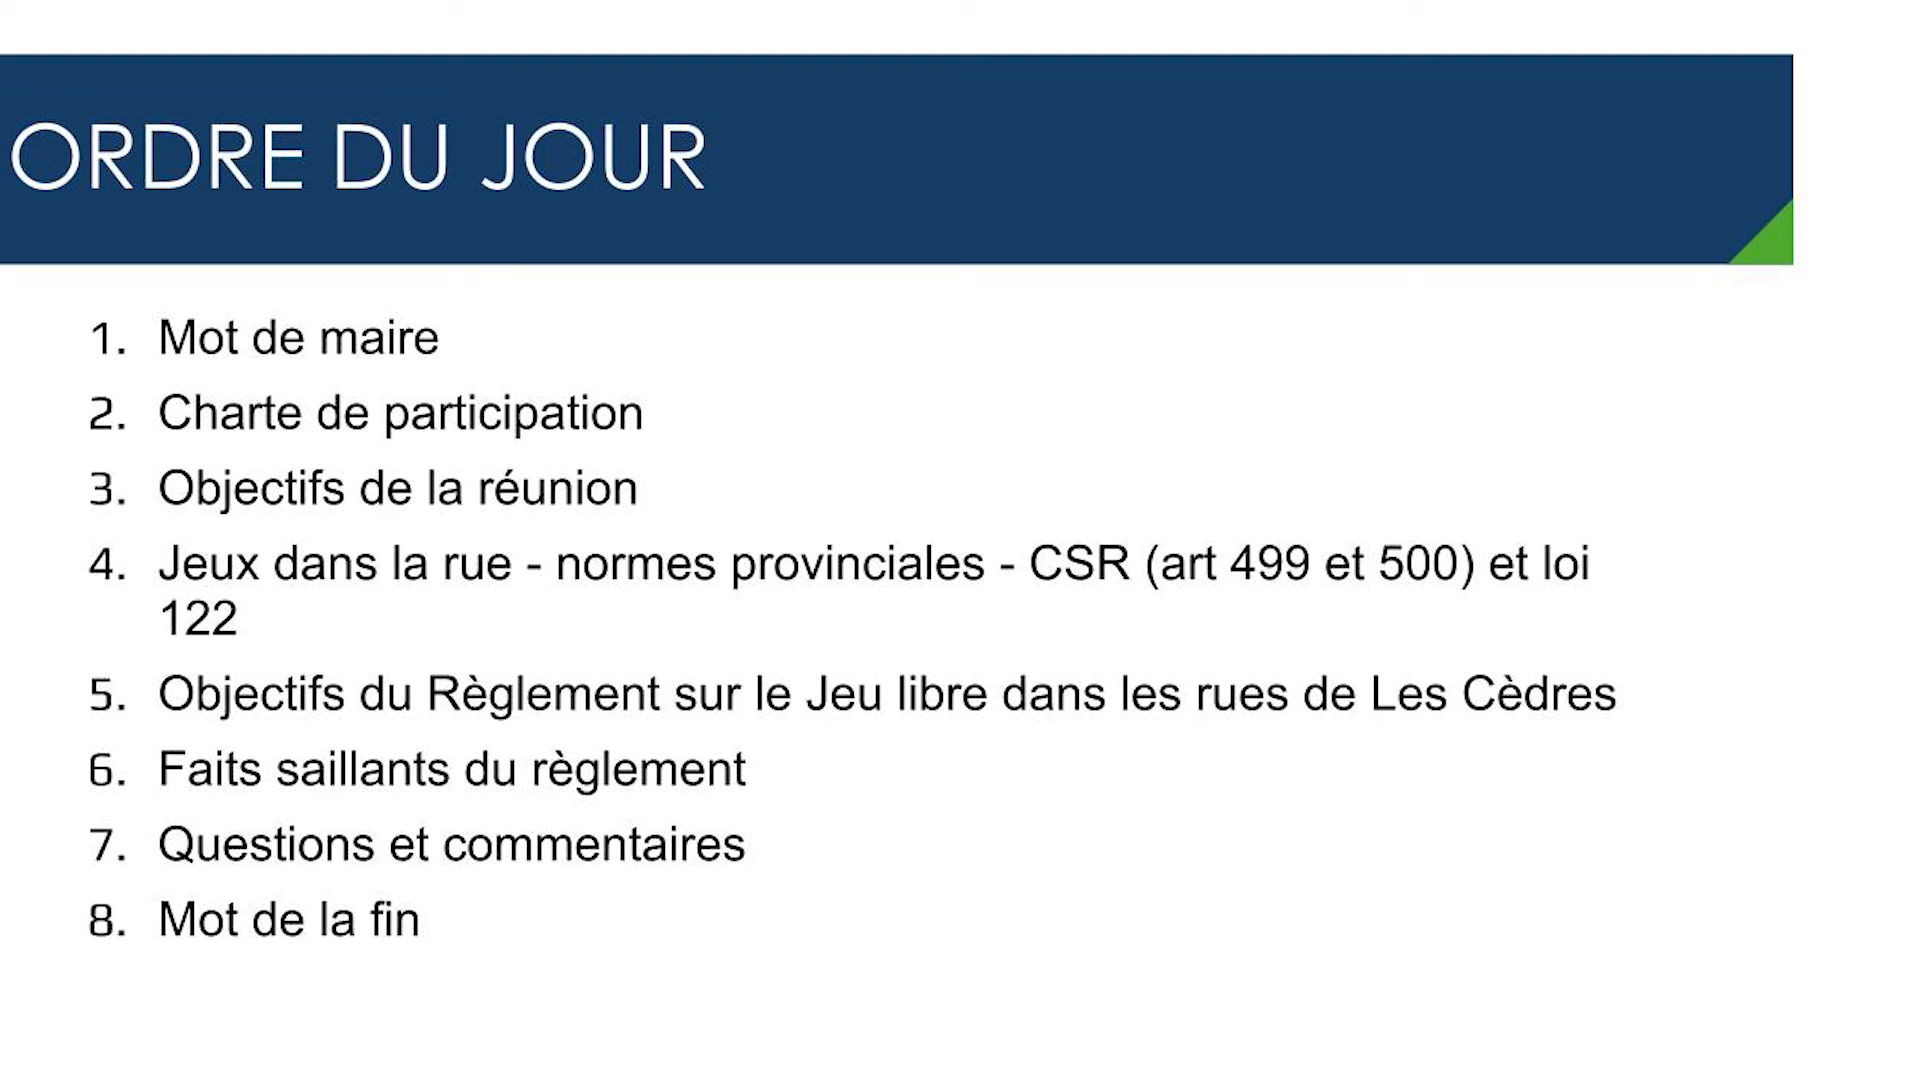 ORDRE DU JOUR
1. Mot de maire
2. Charte de participation
3. Objectifs de la réunion
4. Jeux dans la rue - normes provinciales - CSR (art 499 et 500) et loi
122
5. Objectifs du Règlement sur le Jeu libre dans les rues de Les Cèdres
6. Faits saillants du règlement
7. Questions et commentaires
8. Mot de la fin